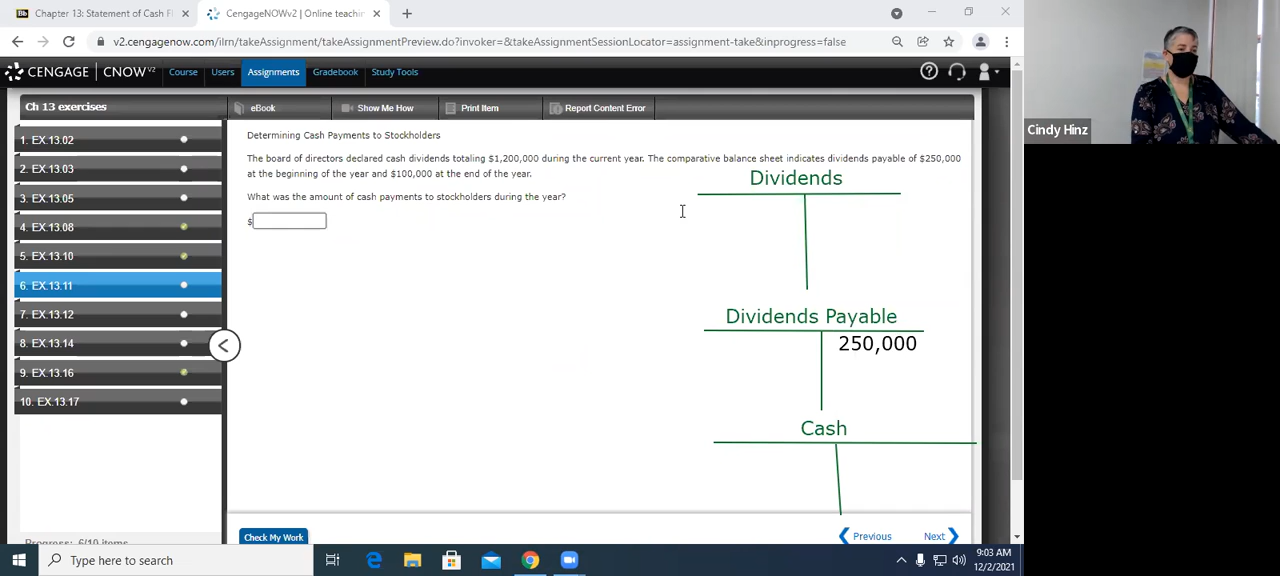 Chapter 13: Statement of Cash Fl
CengageNOWv2 | Online teachin
v2.cengagenow.com/ilrn/takeAssignment/takeAssignmentPreview.do?invoker=&takeAssignmentSessionLocator=assignment-take&inprogress=false
CENGAGE | CNOWv2 Course Users Assignments Gradebook Study Tools
Ch 13 exercises
eBook Show Me How Print Item Report Content Error
1. EX.13.02
2. EX.13.03
3. EX.13.05
4. EX.13.08
5. EX.13.10
6. EX.13.11
7. EX.13.12
8. EX.13.14
9. EX.13.16
10. EX.13.17
Progress: 6/10 items
Determining Cash Payments to Stockholders
The board of directors declared cash dividends totaling $1,200,000 during the current year. The comparative balance sheet indicates dividends payable of $250,000
at the beginning of the year and $100,000 at the end of the year.
What was the amount of cash payments to stockholders during the year?
$
Dividends
Dividends Payable
250,000
Cash
Check My Work
Previous Next
Cindy Hinz
Type here to search
9:03 AM
12/2/2021